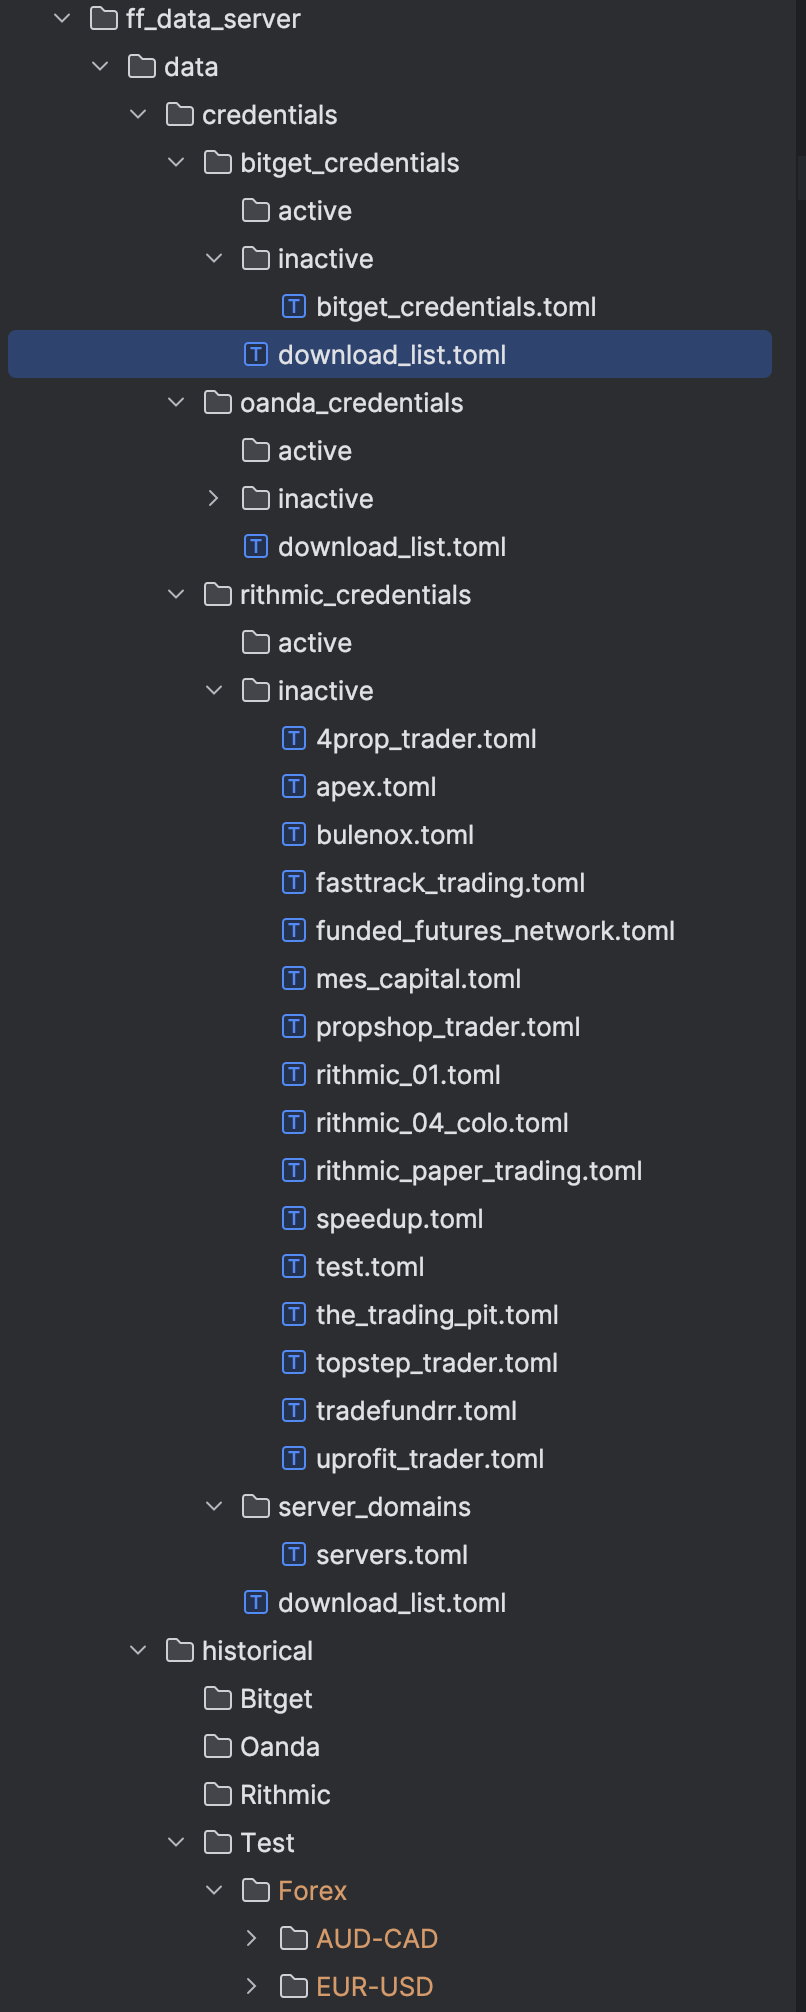 ff_data_server
data
credentials
bitget_credentials
active
inactive
bitget_credentials.toml
download_list.toml
oanda_credentials
active
inactive
download_list.toml
rithmic_credentials
active
inactive
4prop_trader.toml
apex.toml
bulenox.toml
fasttrack_trading.toml
funded_futures_network.toml
mes_capital.toml
propshop_trader.toml
rithmic_01.toml
rithmic_04_colo.toml
rithmic_paper_trading.toml
speedup.toml
test.toml
the_trading_pit.toml
topstep_trader.toml
tradefundrr.toml
uprofit_trader.toml
server_domains
servers.toml
download_list.toml
historical
Bitget
Oanda
Rithmic
Test
Forex
AUD-CAD
EUR-USD